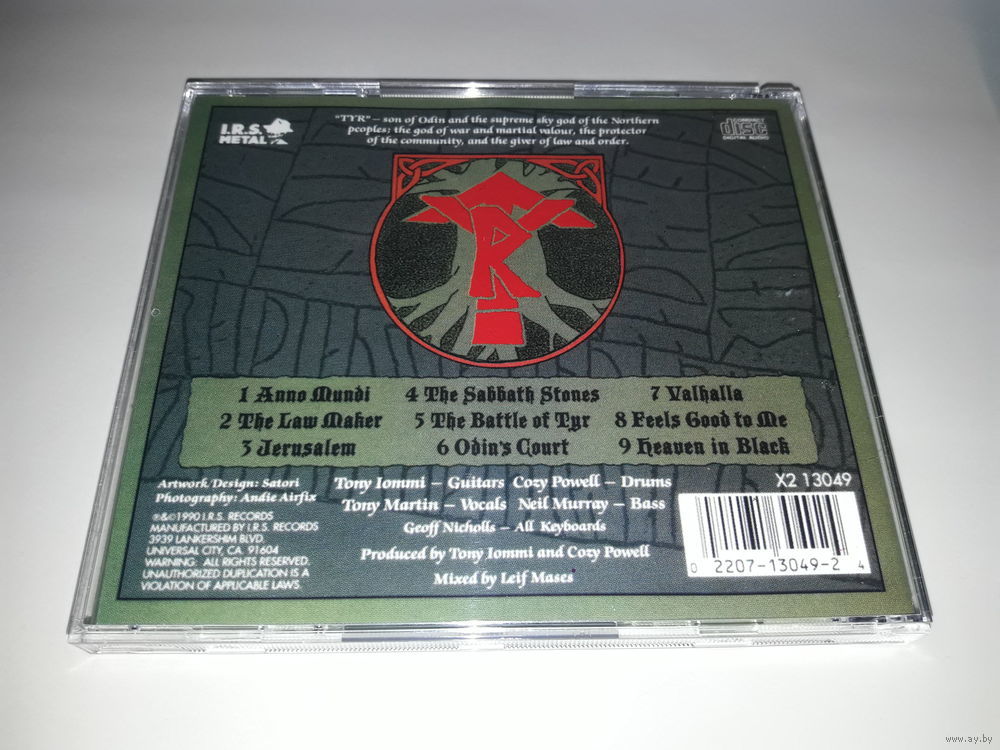 I.R.S.
METAL
"TYR" – son of Odin and the supreme sky god of the Northern
peoples; the god of war and martial valour, the protector
of the community, and the giver of law and order.
COMPACT
disc
DIGITAL AUDIO
TYR
1 Anno Mundi
2 The Law Maker
3 Jerusalem
4 The Sabbath Stones
5 The Battle of Tyr
6 Odin's Court
7 Valhalla
8 Feels Good to Me
9 Heaven in Black
Artwork Design: Satori
Photography: Andie Airfix
℗&©1990 I.R.S. RECORDS
MANUFACTURED BY I.R.S. RECORDS
3939 LANKERSHIM BLVD.
UNIVERSAL CITY, CA. 91604
WARNING: ALL RIGHTS RESERVED.
UNAUTHORIZED DUPLICATION IS A
VIOLATION OF APPLICABLE LAWS.
Tony Iommi – Guitars Cozy Powell – Drums
Tony Martin – Vocals Neil Murray – Bass
Geoff Nicholls – All Keyboards
Produced by Tony Iommi and Cozy Powell
Mixed by Leif Mases
X2 13049
0 2207-13049-2 4
www.ay.by